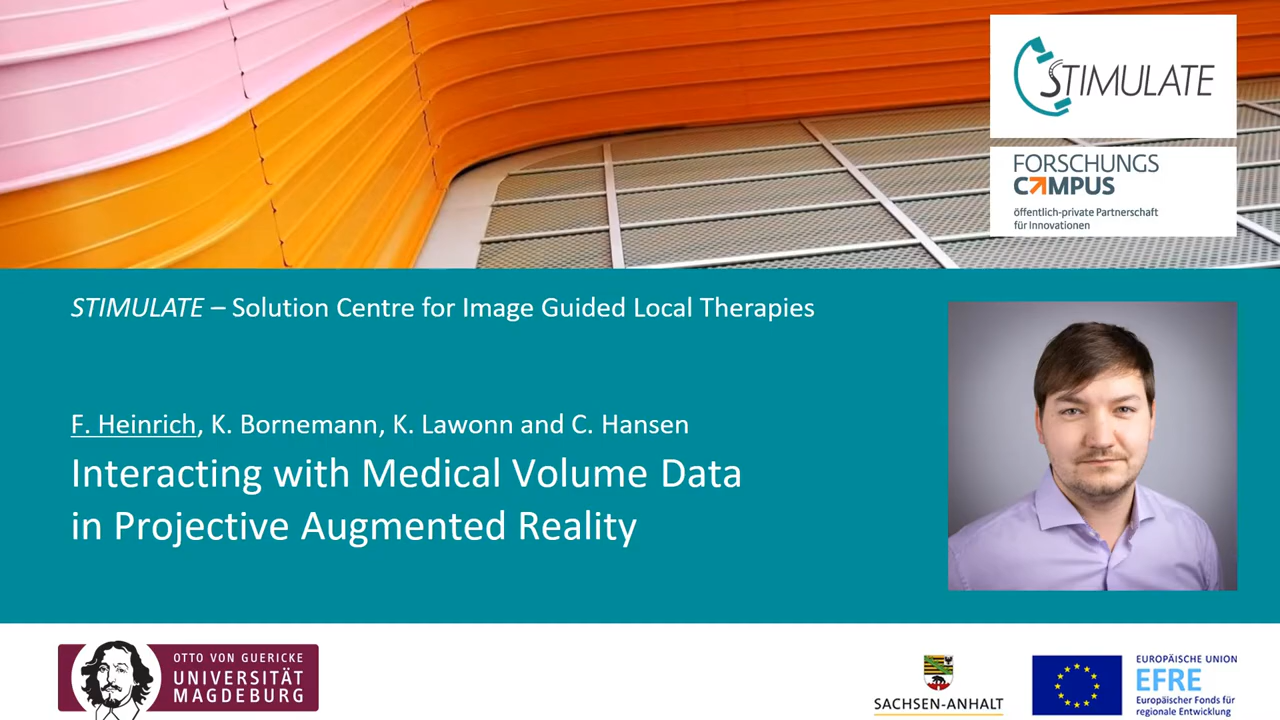 STIMULATE
FORSCHUNGS
CAMPUS
öffentlich-private Partnerschaft
für Innovationen
STIMULATE – Solution Centre for Image Guided Local Therapies
F. Heinrich, K. Bornemann, K. Lawonn and C. Hansen
Interacting with Medical Volume Data
in Projective Augmented Reality
OTTO VON GUERICKE
UNIVERSITÄT
MAGDEBURG
SACHSEN-ANHALT
EUROPÄISCHE UNION
EFRE
Europäischer Fonds für
regionale Entwicklung